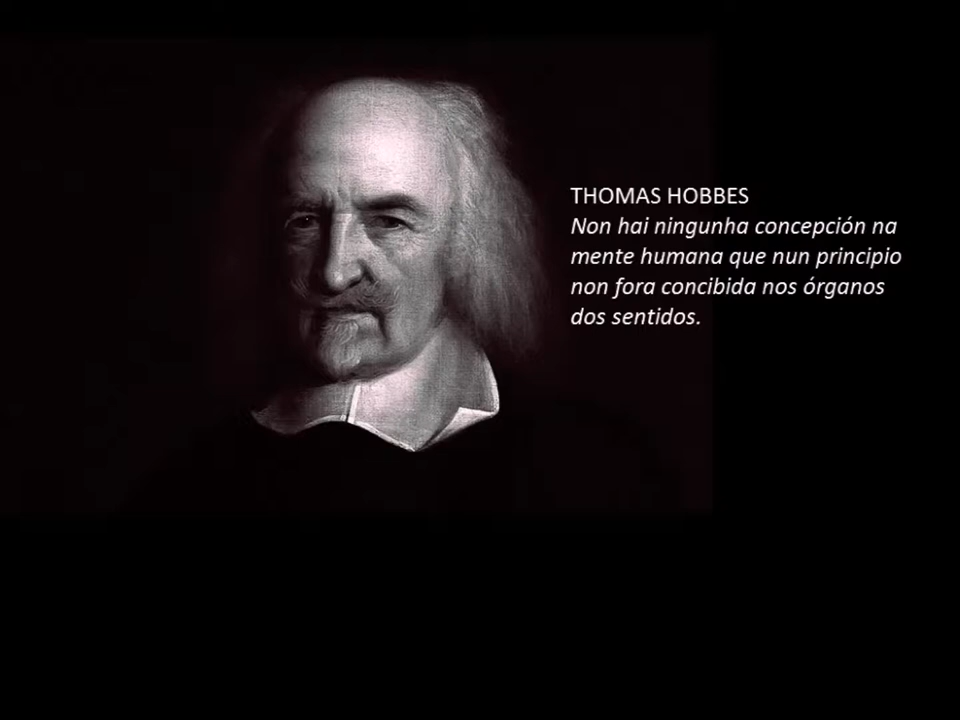 THOMAS HOBBES
Non hai ningunha concepción na
mente humana que nun principio
non fora concibida nos órganos
dos sentidos.